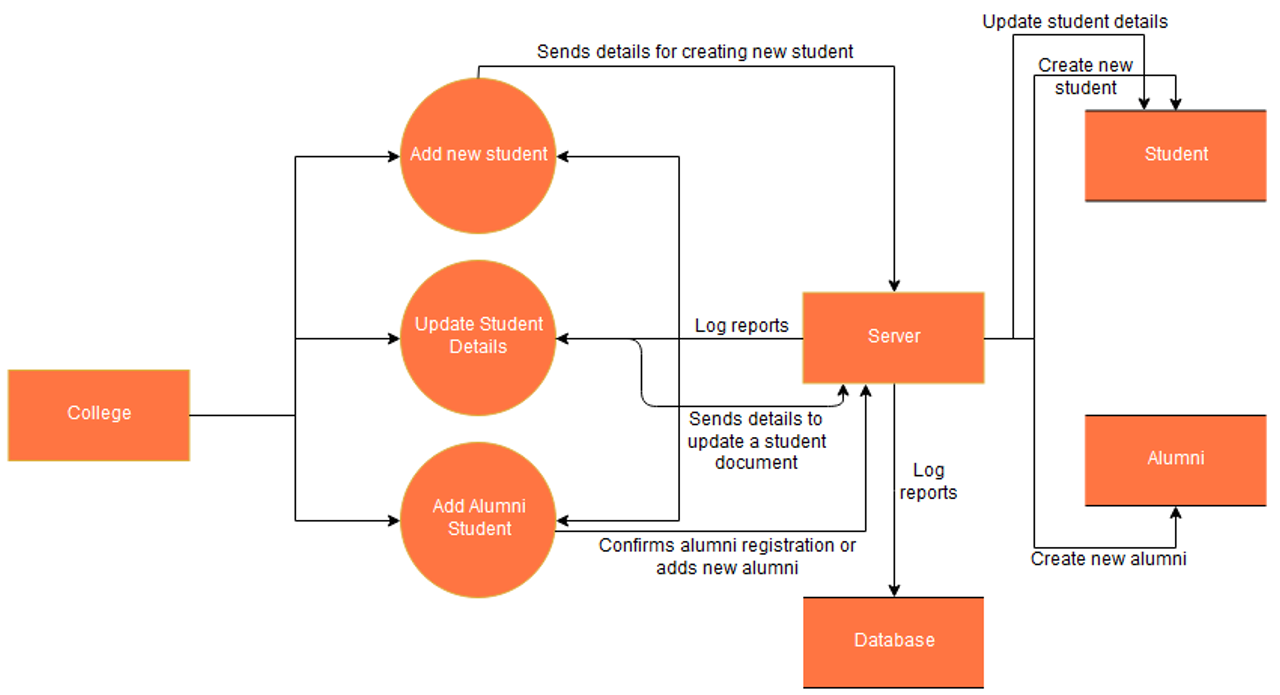 Update student details
Sends details for creating new student
Create new
student
Add new student
Student
Update Student
Details
Log reports
Server
College
Sends details to
update a student
document
Alumni
Log
reports
Add Alumni
Student
Confirms alumni registration or
adds new alumni
Create new alumni
Database